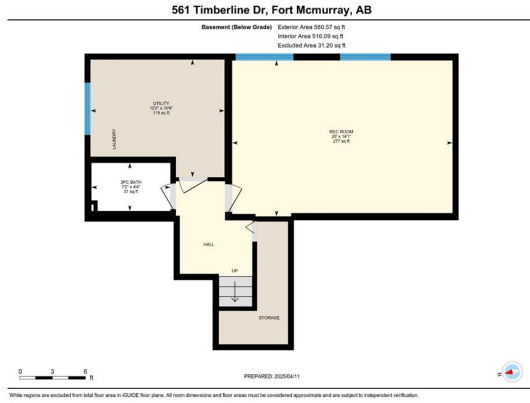 561 Timberline Dr, Fort Mcmurray, AB
Basement (Below Grade) Exterior Area 580.57 sq ft
Interior Area 516.09 sq ft
Excluded Area 31.20 sq ft
UTILITY
12'2" x 10'8"
115 sq ft
LAUNDRY
REC ROOM
20' x 14'1"
277 sq ft
3PC BATH
7'2" x 4'4"
31 sq ft
HALL
UP
STORAGE
0 3 6
ft
PREPARED: 2025/04/11
N
White regions are excluded from total floor area in iGUIDE floor plans. All room dimensions and floor areas must be considered approximate and are subject to independent verification.